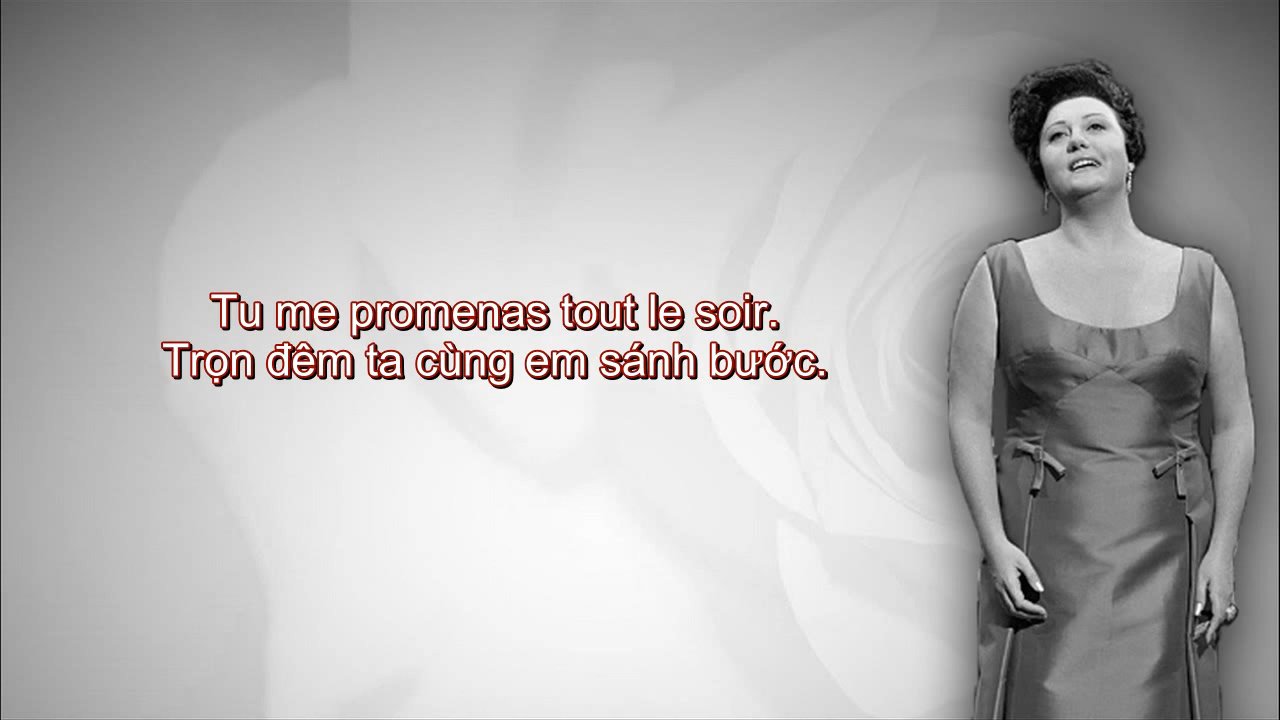 Tu me promenas tout le soir.
Trọn đêm ta cùng em sánh bước.